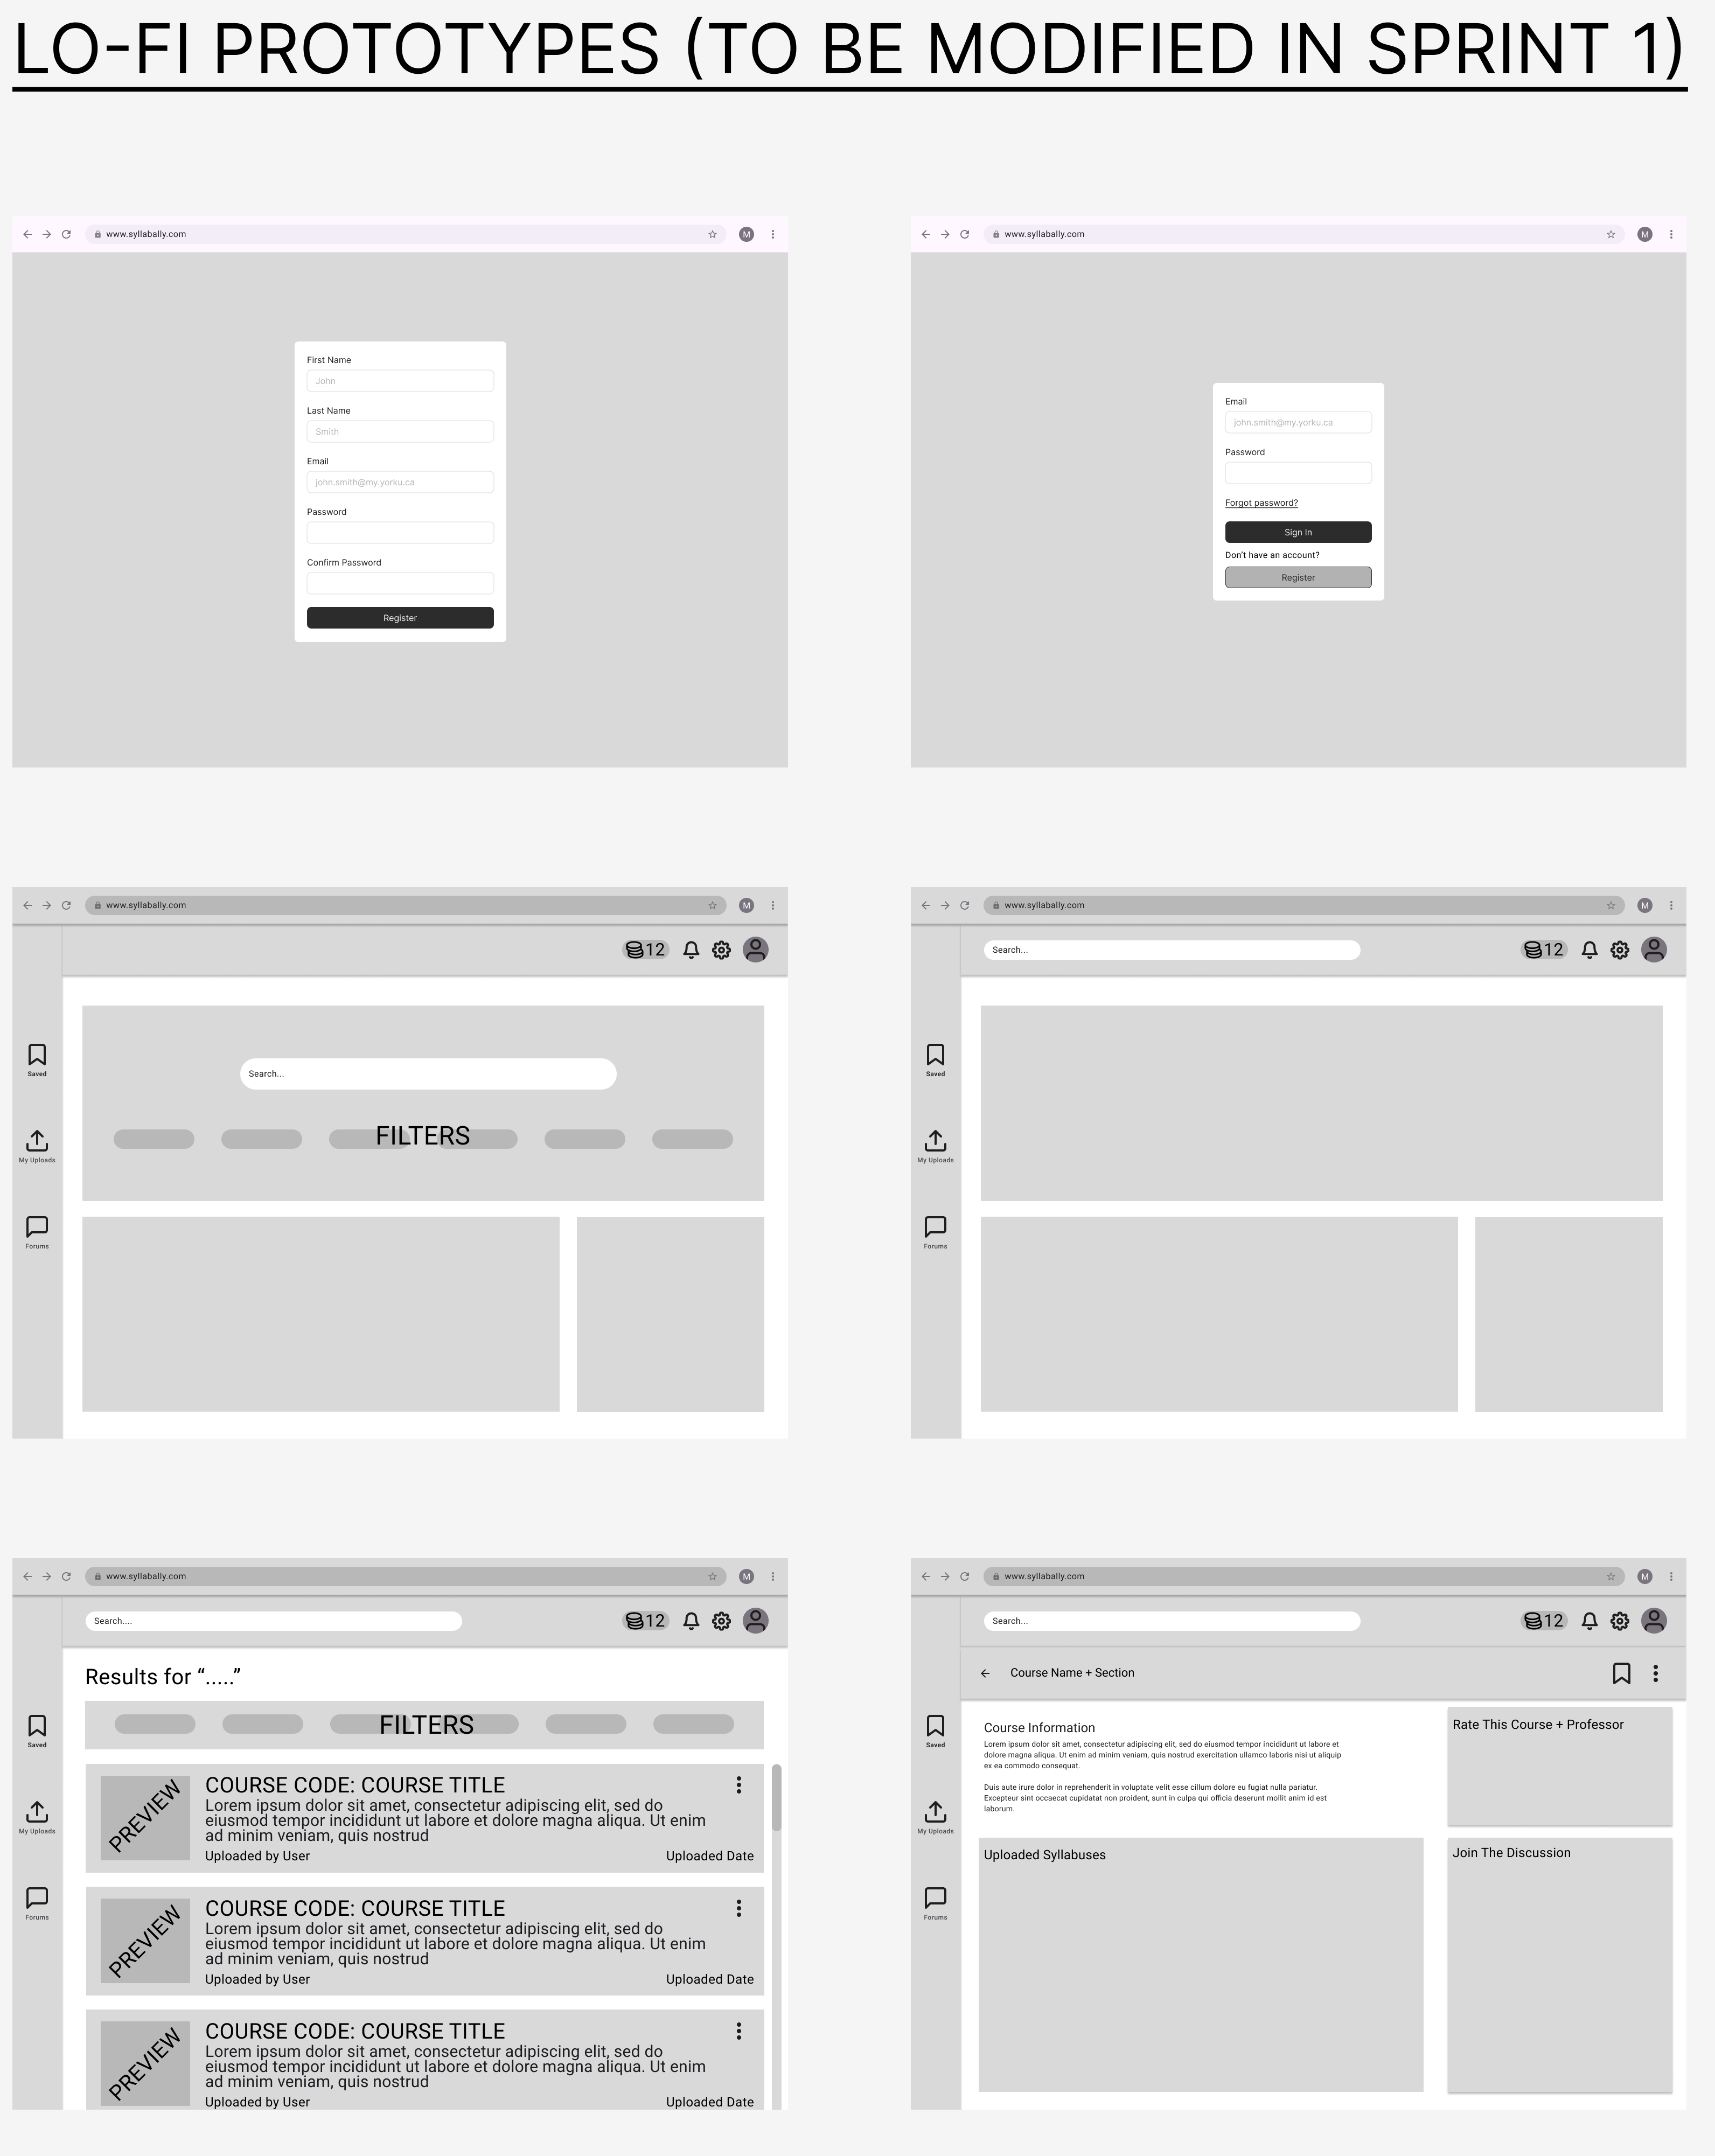 LO-FI PROTOTYPES (TO BE MODIFIED IN SPRINT 1)
www.syllabally.com
M
First Name
John
Last Name
Smith
Email
john.smith@my.yorku.ca
Password
Confirm Password
Register
www.syllabally.com
M
Email
john.smith@my.yorku.ca
Password
Forgot password?
Sign In
Don't have an account?
Register
www.syllabally.com
M
12
Saved
My Uploads
Forums
Search...
FILTERS
www.syllabally.com
M
Search...
12
Saved
My Uploads
Forums
www.syllabally.com
M
Search....
12
Saved
My Uploads
Forums
Results for “.....”
FILTERS
PREVIEW
COURSE CODE: COURSE TITLE
Lorem ipsum dolor sit amet, consectetur adipiscing elit, sed do
eiusmod tempor incididunt ut labore et dolore magna aliqua. Ut enim
ad minim veniam, quis nostrud
Uploaded by User
Uploaded Date
PREVIEW
COURSE CODE: COURSE TITLE
Lorem ipsum dolor sit amet, consectetur adipiscing elit, sed do
eiusmod tempor incididunt ut labore et dolore magna aliqua. Ut enim
ad minim veniam, quis nostrud
Uploaded by User
Uploaded Date
PREVIEW
COURSE CODE: COURSE TITLE
Lorem ipsum dolor sit amet, consectetur adipiscing elit, sed do
eiusmod tempor incididunt ut labore et dolore magna aliqua. Ut enim
ad minim veniam, quis nostrud
Uploaded by User
Uploaded Date
www.syllabally.com
M
Search...
12
Saved
My Uploads
Forums
Course Name + Section
Course Information
Lorem ipsum dolor sit amet, consectetur adipiscing elit, sed do eiusmod tempor incididunt ut labore et
dolore magna aliqua. Ut enim ad minim veniam, quis nostrud exercitation ullamco laboris nisi ut aliquip
ex ea commodo consequat.
Duis aute irure dolor in reprehenderit in voluptate velit esse cillum dolore eu fugiat nulla pariatur.
Excepteur sint occaecat cupidatat non proident, sunt in culpa qui officia deserunt mollit anim id est
laborum.
Rate This Course + Professor
Uploaded Syllabuses
Join The Discussion